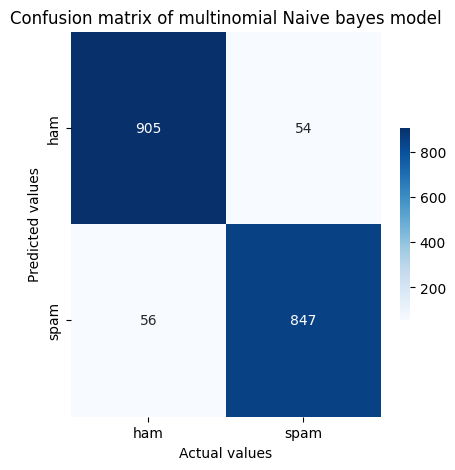 Confusion matrix of multinomial Naive bayes model
Predicted values
ham
905
54
800
600
400
200
spam
56
847
ham
spam
Actual values